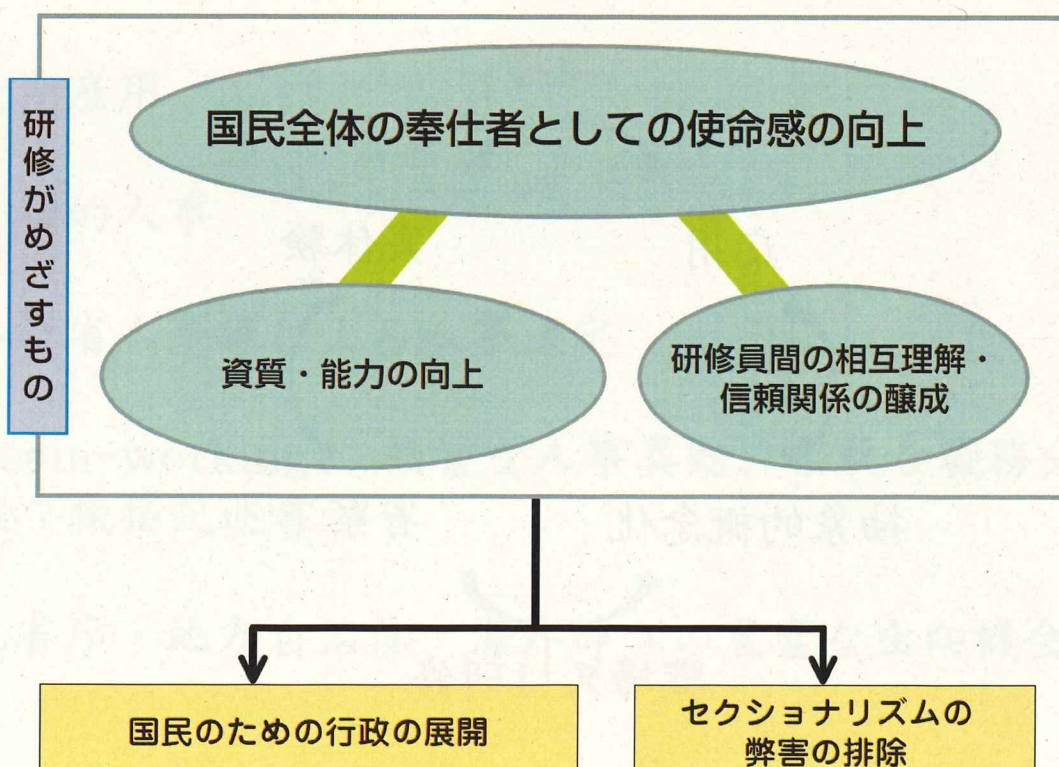 研修がめざすもの
国民全体の奉仕者としての使命感の向上
資質・能力の向上
研修員間の相互理解・
信頼関係の醸成
国民のための行政の展開
セクショナリズムの
弊害の排除